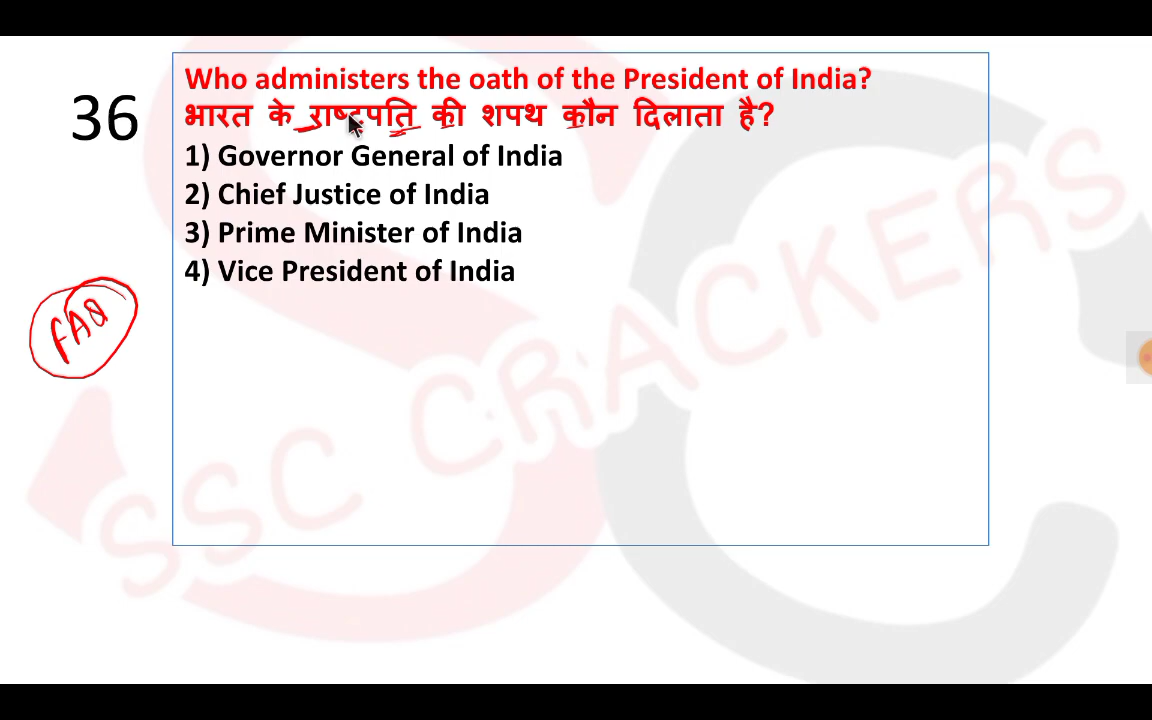 36
Who administers the oath of the President of India?
भारत के राष्ट्रपति की शपथ कौन दिलाता है?
1) Governor General of India
2) Chief Justice of India
3) Prime Minister of India
4) Vice President of India
FAQ
SSC CRACKERS